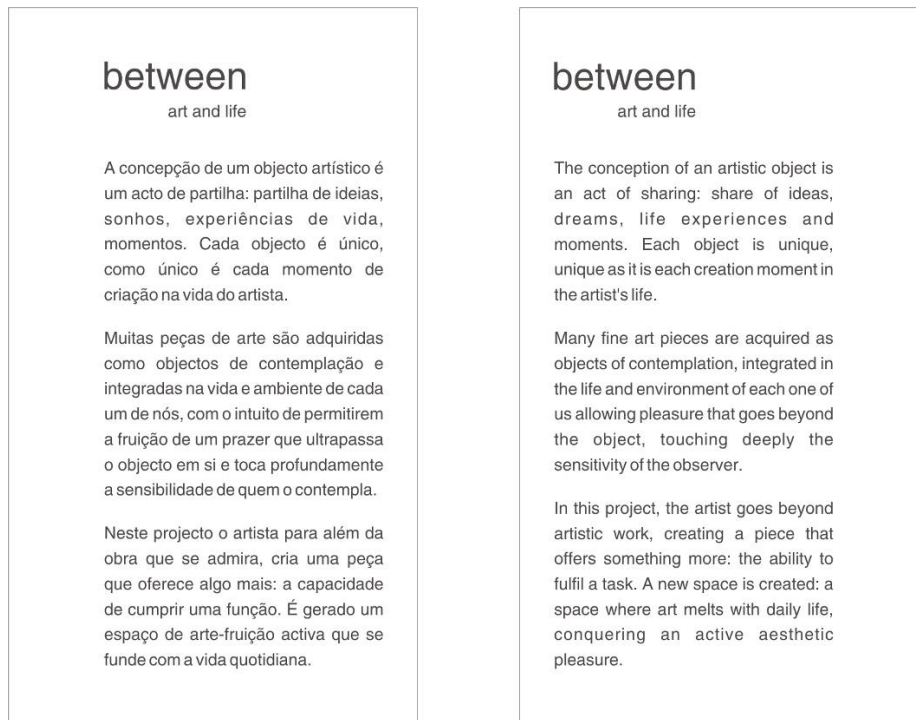 between
art and life
A concepção de um objecto artístico é
um acto de partilha: partilha de ideias,
sonhos, experiências de vida,
momentos. Cada objecto é único,
como único é cada momento de
criação na vida do artista.
Muitas peças de arte são adquiridas
como objectos de contemplação e
integradas na vida e ambiente de cada
um de nós, com o intuito de permitirem
a fruição de um prazer que ultrapassa
o objecto em si e toca profundamente
a sensibilidade de quem o contempla.
Neste projecto o artista para além da
obra que se admira, cria uma peça
que oferece algo mais: a capacidade
de cumprir uma função. É gerado um
espaço de arte-fruição activa que se
funde com a vida quotidiana.
between
art and life
The conception of an artistic object is
an act of sharing: share of ideas,
dreams, life experiences and
moments. Each object is unique,
unique as it is each creation moment in
the artist's life.
Many fine art pieces are acquired as
objects of contemplation, integrated in
the life and environment of each one of
us allowing pleasure that goes beyond
the object, touching deeply the
sensitivity of the observer.
In this project, the artist goes beyond
artistic work, creating a piece that
offers something more: the ability to
fulfil a task. A new space is created: a
space where art melts with daily life,
conquering an active aesthetic
pleasure.